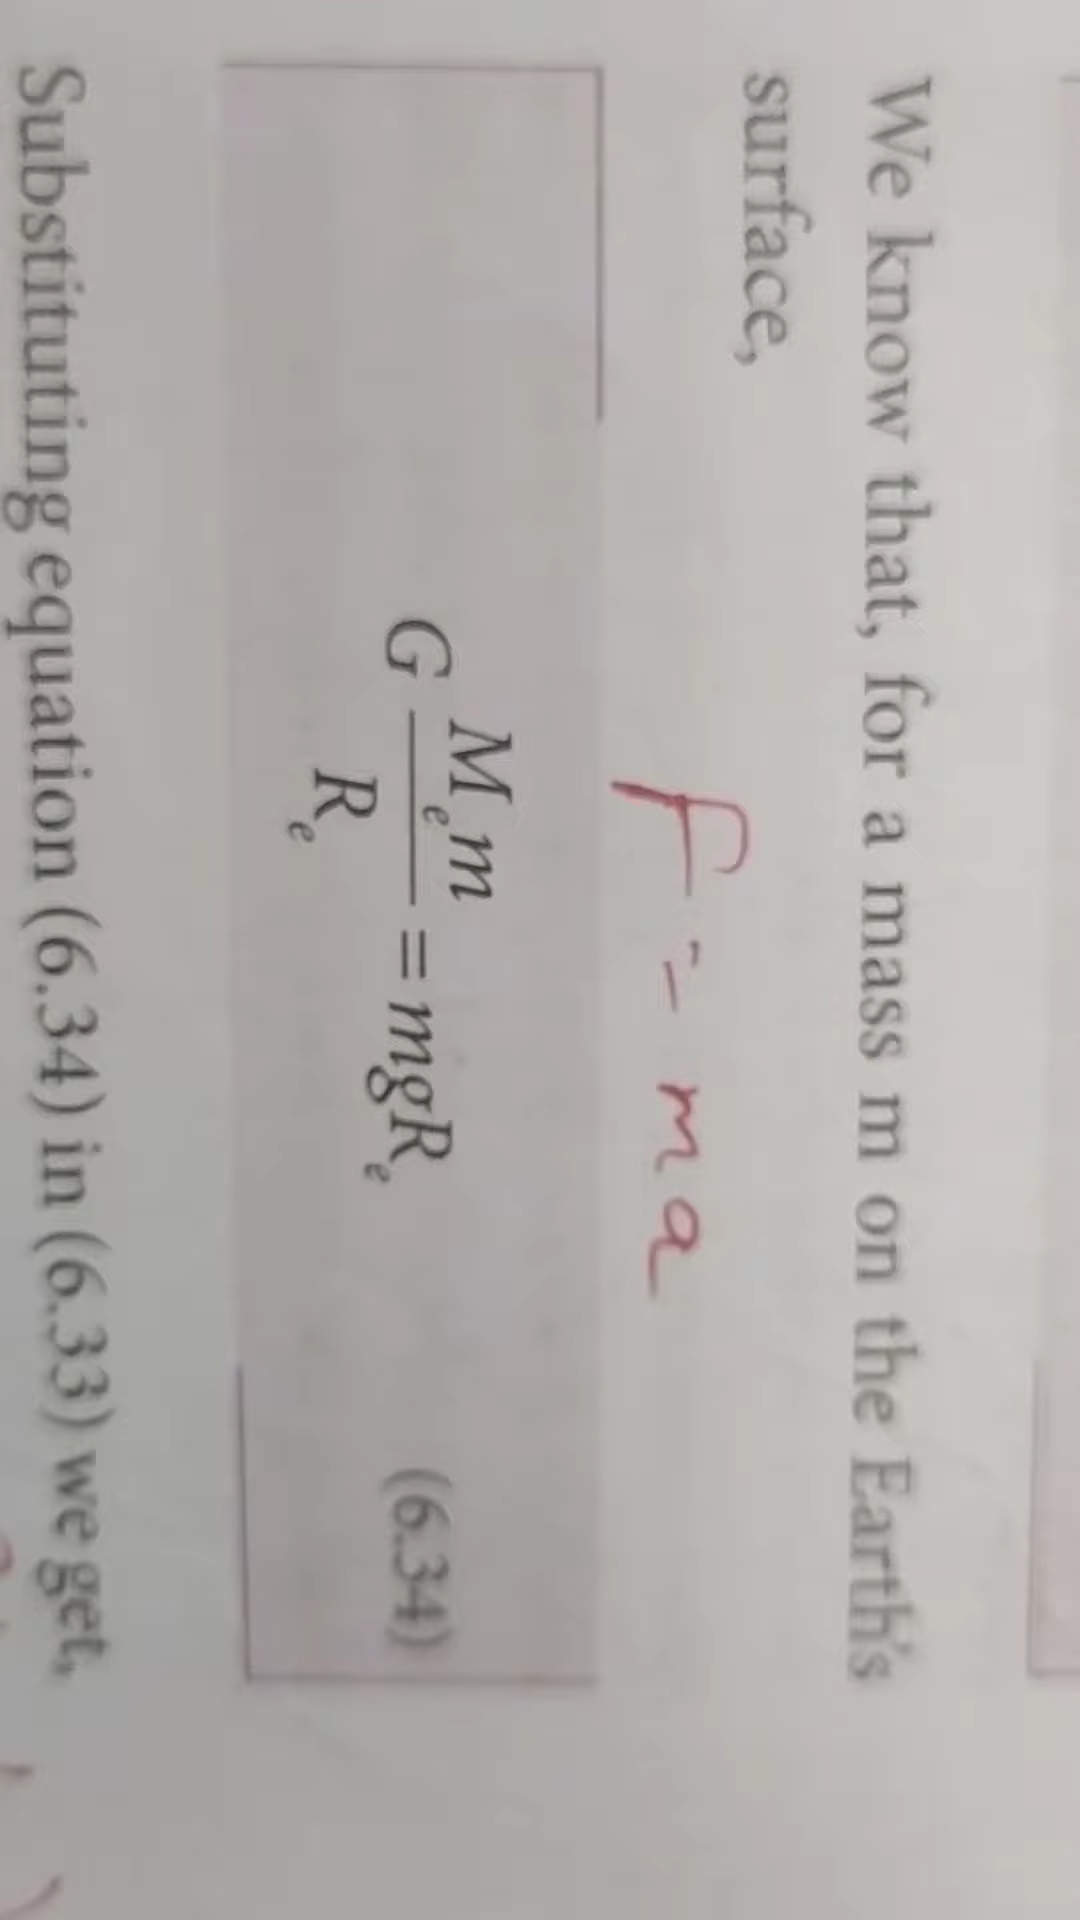 We know that, for a mass m on the Earth's
surface,
F = ma
G M_e m / R_e = mgR_e (6.34)
Substituting equation (6.34) in (6.33) we get,